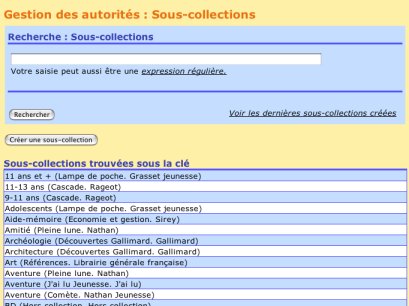 Gestion des autorités : Sous-collections
Recherche : Sous-collections
Votre saisie peut aussi être une expression régulière.
Rechercher
Voir les dernières sous-collections créées
Créer une sous-collection
Sous-collections trouvées sous la clé
11 ans et + (Lampe de poche. Grasset jeunesse)
11-13 ans (Cascade. Rageot)
9-11 ans (Cascade. Rageot)
Adolescents (Lampe de poche. Grasset jeunesse)
Aide-mémoire (Economie et gestion. Sirey)
Amitié (Pleine lune. Nathan)
Archéologie (Découvertes Gallimard. Gallimard)
Architecture (Découvertes Gallimard. Gallimard)
Art (Références. Librairie générale française)
Aventure (Pleine lune. Nathan)
Aventure (J'ai lu Jeunesse. J'ai lu)
Aventure (Comète. Nathan Jeunesse)
BD (Hors collection. Hors collection)